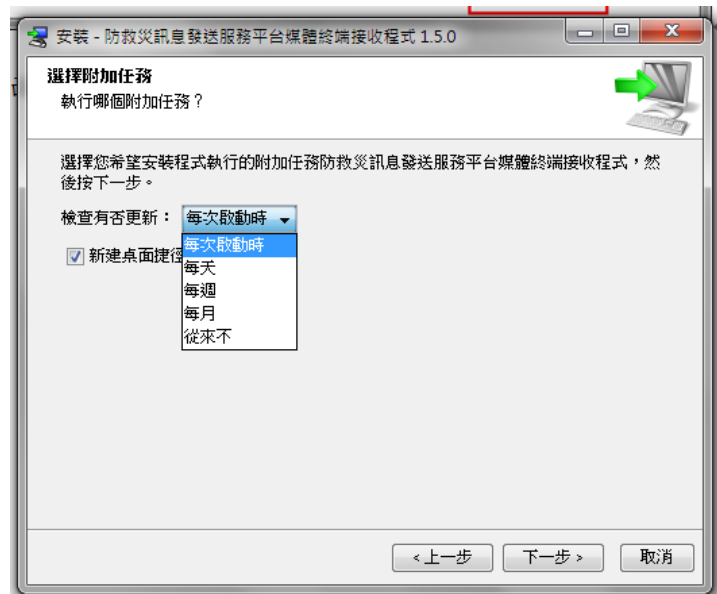 安裝 - 防救災訊息發送服務平台媒體終端接收程式 1.5.0
選擇附加任務
執行哪個附加任務？
選擇您希望安裝程式執行的附加任務防救災訊息發送服務平台媒體終端接收程式，然
後按下一步。
檢查有否更新： 每次啟動時
每次啟動時
新建桌面捷徑
每天
每週
每月
從來不
<上一步 下一步> 取消